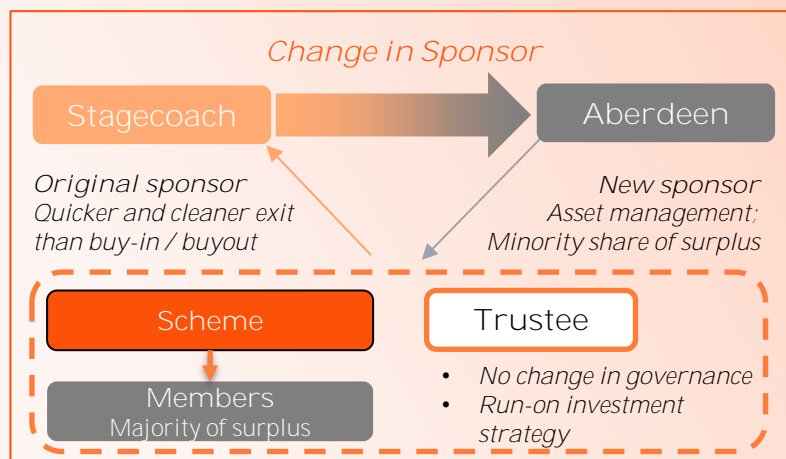 Change in Sponsor
Stagecoach
Aberdeen
Original sponsor
Quicker and cleaner exit
than buy-in / buyout
New sponsor
Asset management;
Minority share of surplus
Scheme
Members
Majority of surplus
Trustee
• No change in governance
• Run-on investment
strategy